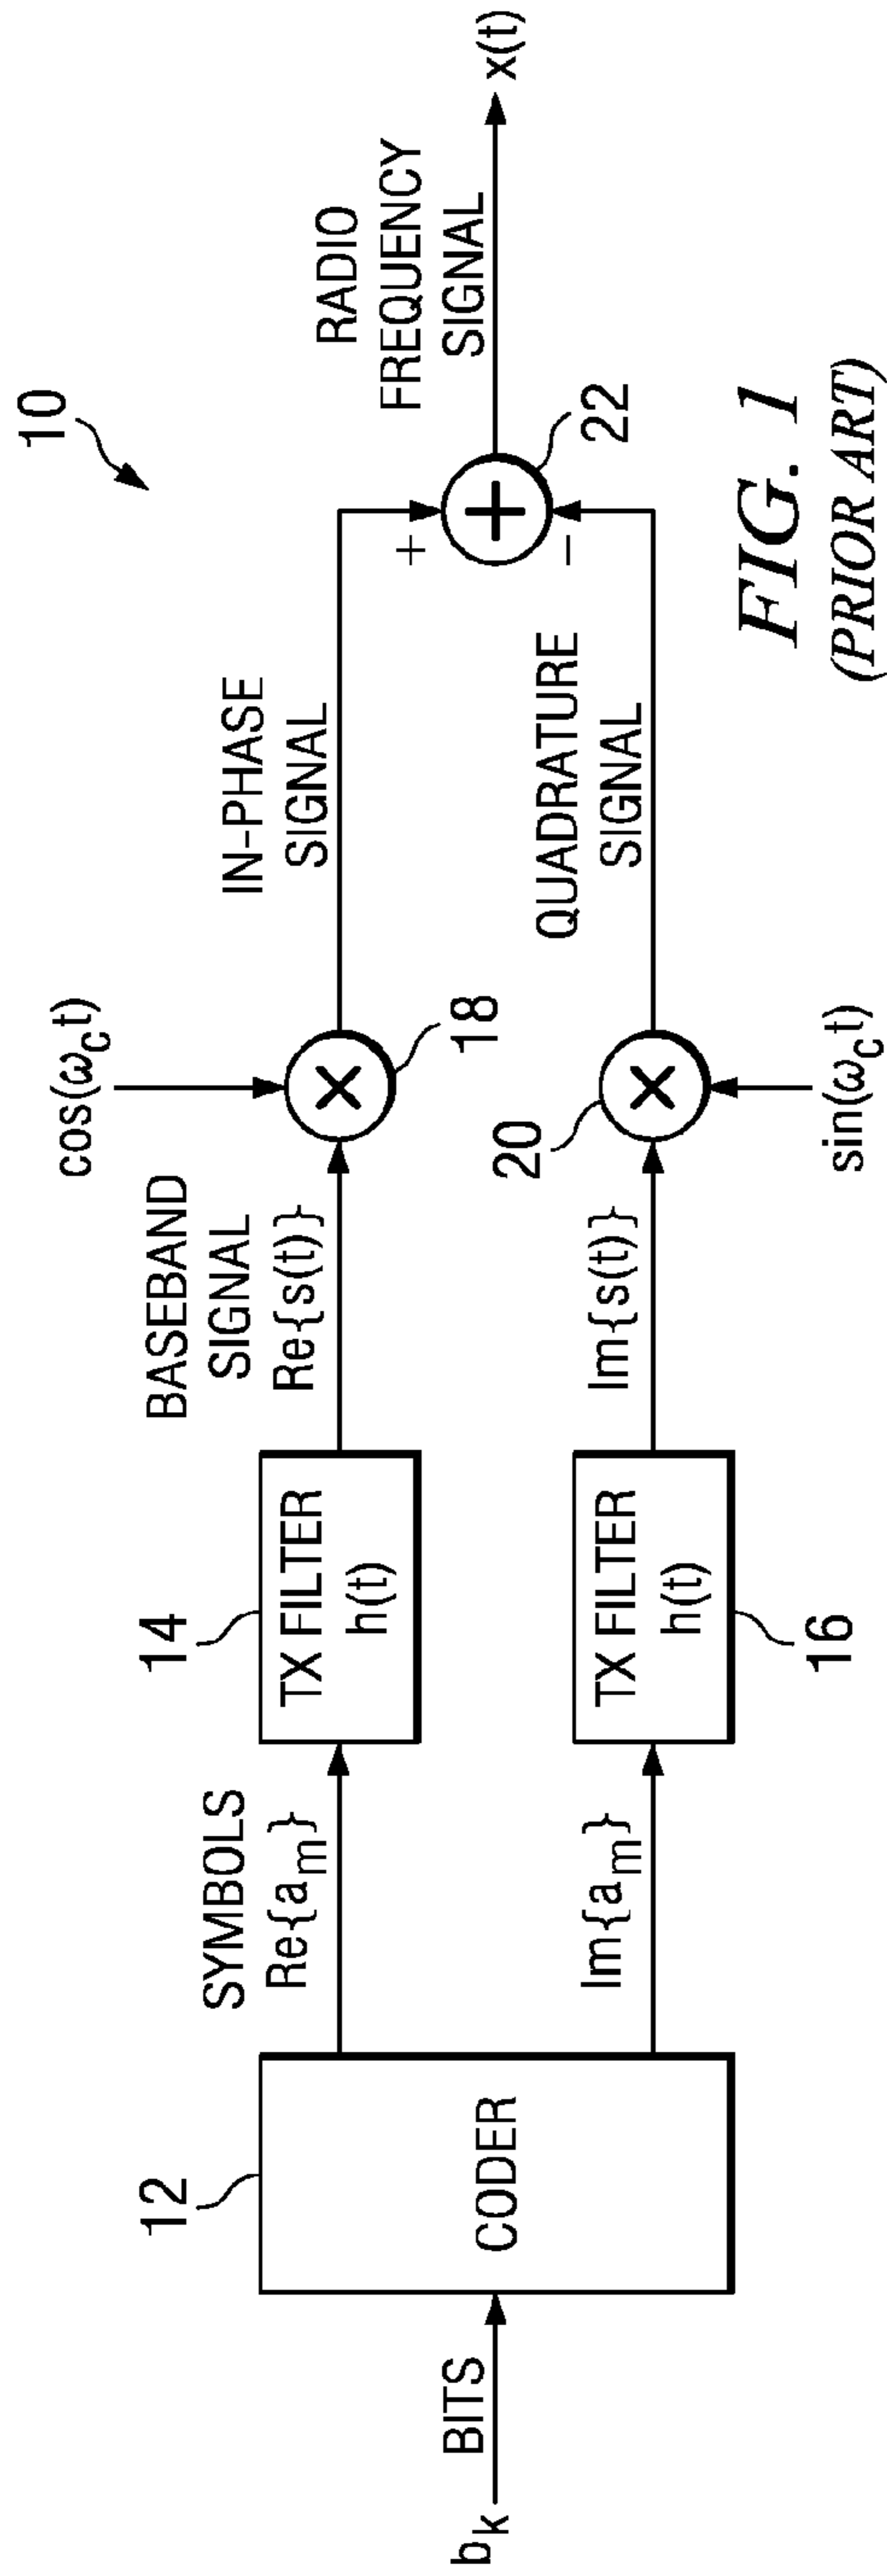 10
cos(ω_c t)
RADIO
FREQUENCY
SIGNAL
BASEBAND
SIGNAL
IN-PHASE
SIGNAL
SYMBOLS
14
12
Re{a_m}
TX FILTER
h(t)
Re{s(t)}
×
18
+
b_k
BITS
CODER
+
22
x(t)
−
20
QUADRATURE
SIGNAL
Im{a_m}
TX FILTER
h(t)
Im{s(t)}
×
16
sin(ω_c t)
FIG. 1
(PRIOR ART)